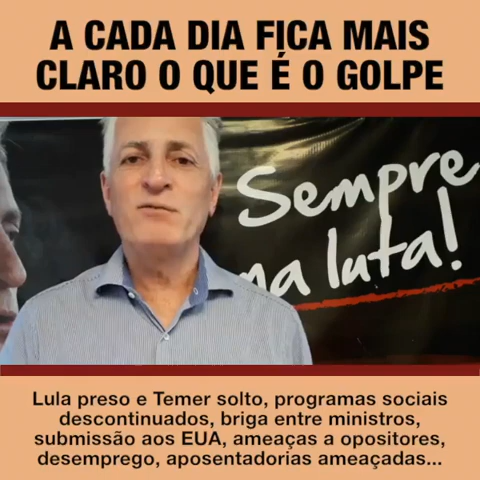 A CADA DIA FICA MAIS
CLARO O QUE É O GOLPE
Sempre
na luta!
Lula preso e Temer solto, programas sociais
descontinuados, briga entre ministros,
submissão aos EUA, ameaças a opositores,
desemprego, aposentadorias ameaçadas...